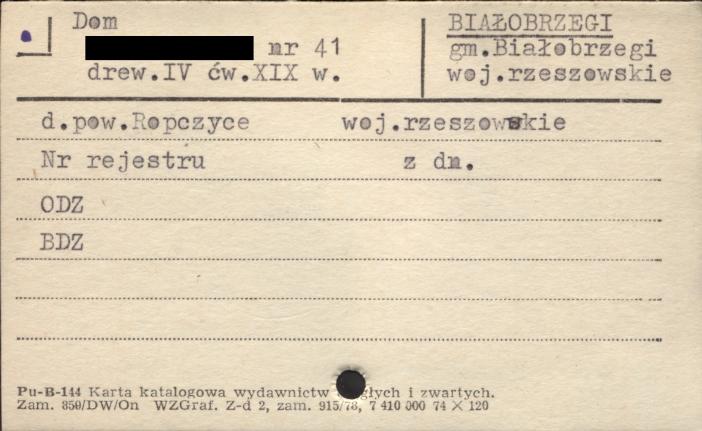 Dom
nr 41
drew.IV ćw.XIX w.
BIAŁOBRZEGI
gm.Białobrzegi
woj.rzeszowskie
d.pow.Ropczyce woj.rzeszowskie
Nr rejestru z dn.
ODZ
BDZ
Pu-B-144 Karta katalogowa wydawnictw i zwartych.
Zam. 850/DW/On WZGraf. Z-d 2, zam. 915/78, 7 410 000 74 × 120